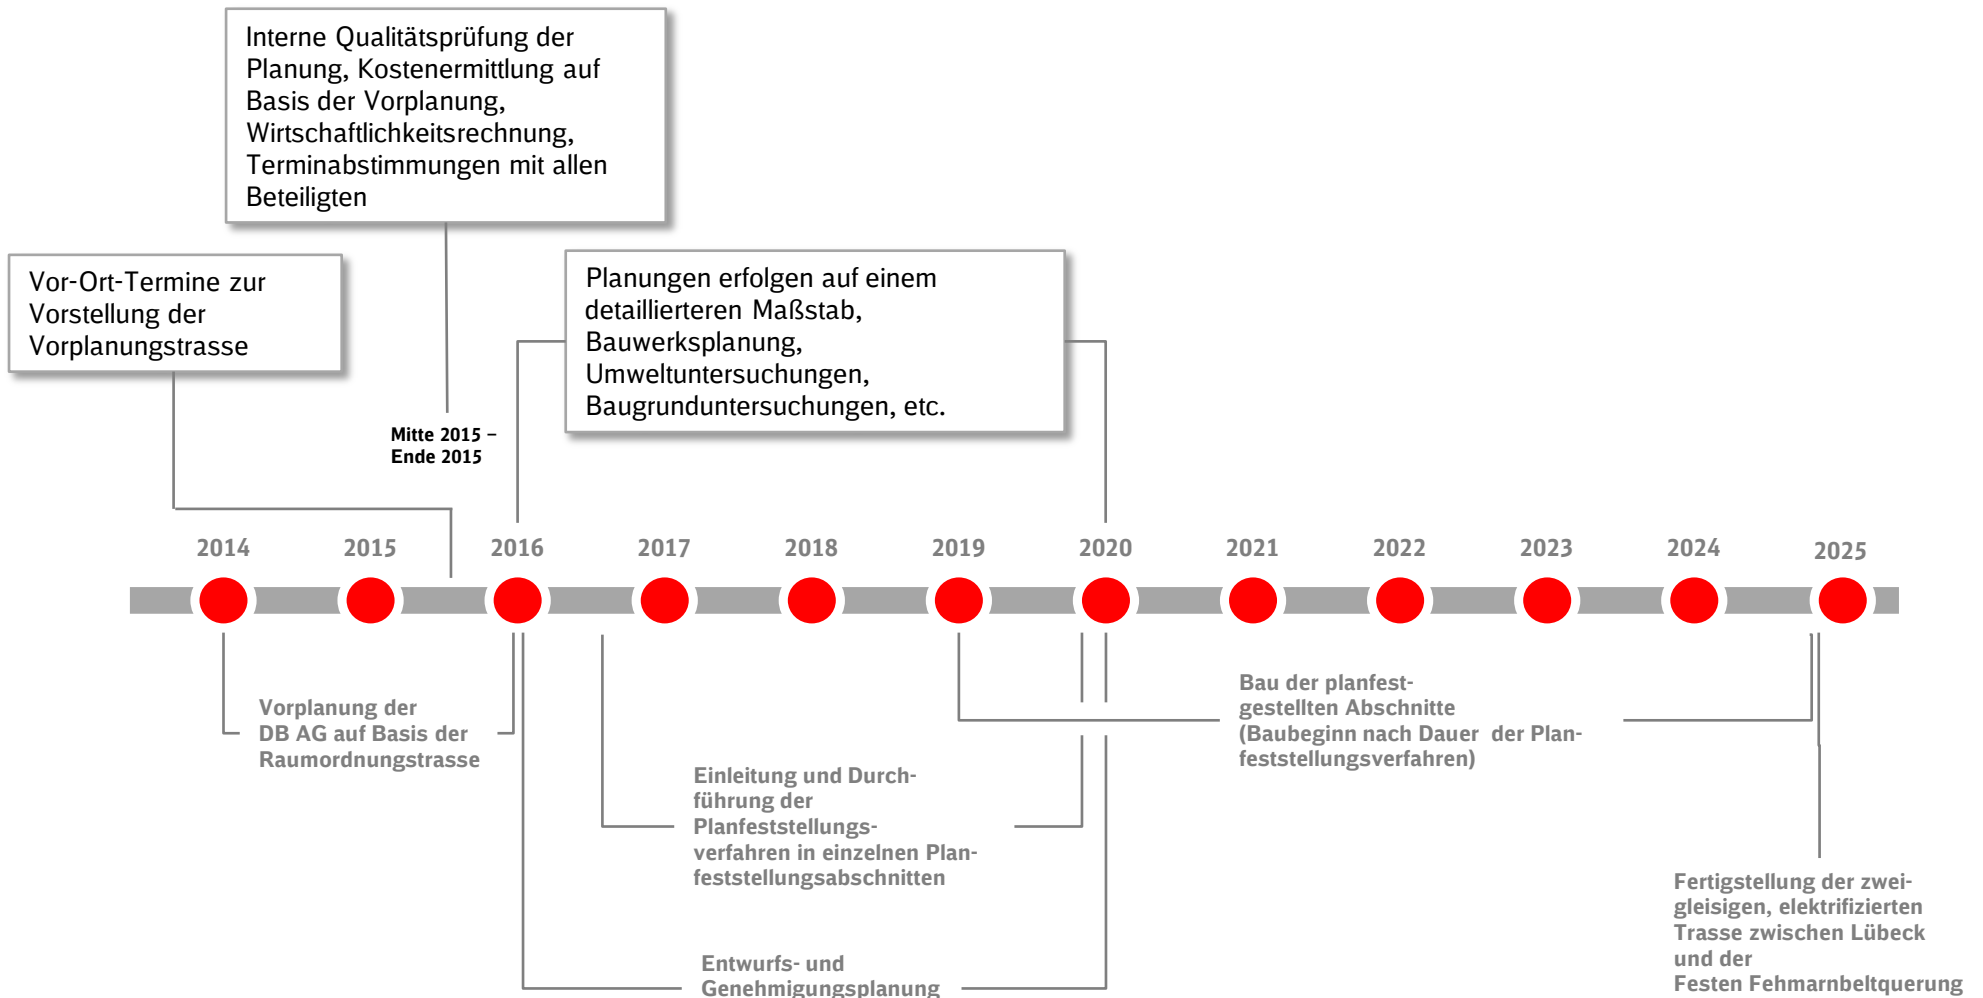 Interne Qualitätsprüfung der
Planung, Kostenermittlung auf
Basis der Vorplanung,
Wirtschaftlichkeitsrechnung,
Terminabstimmungen mit allen
Beteiligten
Vor-Ort-Termine zur
Vorstellung der
Vorplanungstrasse
Planungen erfolgen auf einem
detaillierteren Maßstab,
Bauwerksplanung,
Umweltuntersuchungen,
Baugrunduntersuchungen, etc.
Mitte 2015 –
Ende 2015
2014 2015 2016 2017 2018 2019 2020 2021 2022 2023 2024 2025
Vorplanung der
DB AG auf Basis der
Raumordnungstrasse
Einleitung und Durch-
führung der
Planfeststellungs-
verfahren in einzelnen Plan-
feststellungsabschnitten
Entwurfs- und
Genehmigungsplanung
Bau der planfest-
gestellten Abschnitte
(Baubeginn nach Dauer der Plan-
feststellungsverfahren)
Fertigstellung der zwei-
gleisigen, elektrifizierten
Trasse zwischen Lübeck
und der
Festen Fehmarnbeltquerung